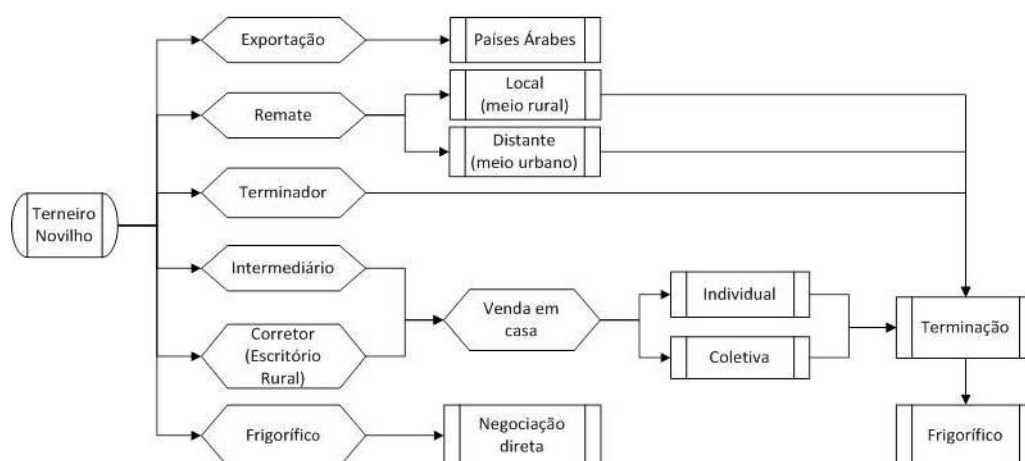 Exportação
Países Árabes
Remate
Local
(meio rural)
Distante
(meio urbano)
Terminador
Terneiro
Novilho
Intermediário
Venda em
casa
Individual
Coletiva
Terminação
Corretor
(Escritório
Rural)
Frigorífico
Negociação
direta
Frigorífico